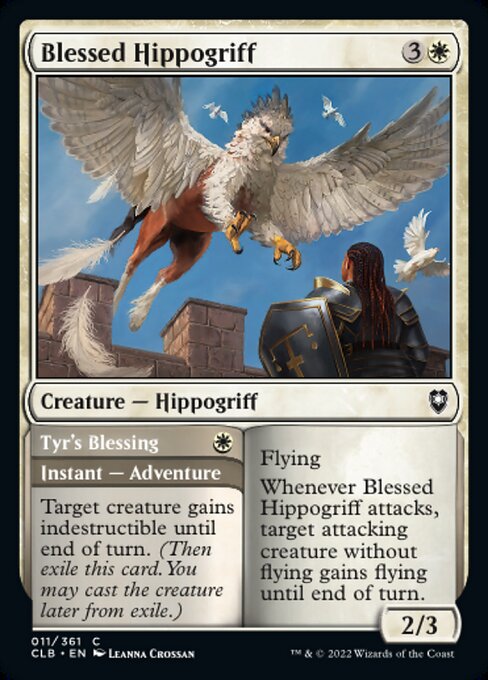 Blessed Hippogriff 3
Creature — Hippogriff
Tyr's Blessing
Instant — Adventure
Target creature gains
indestructible until
end of turn. (Then
exile this card. You
may cast the creature
later from exile.)
Flying
Whenever Blessed
Hippogriff attacks,
target attacking
creature without
flying gains flying
until end of turn.
2/3
011/361 C
CLB • EN Leanna Crossan
™ & © 2022 Wizards of the Coast